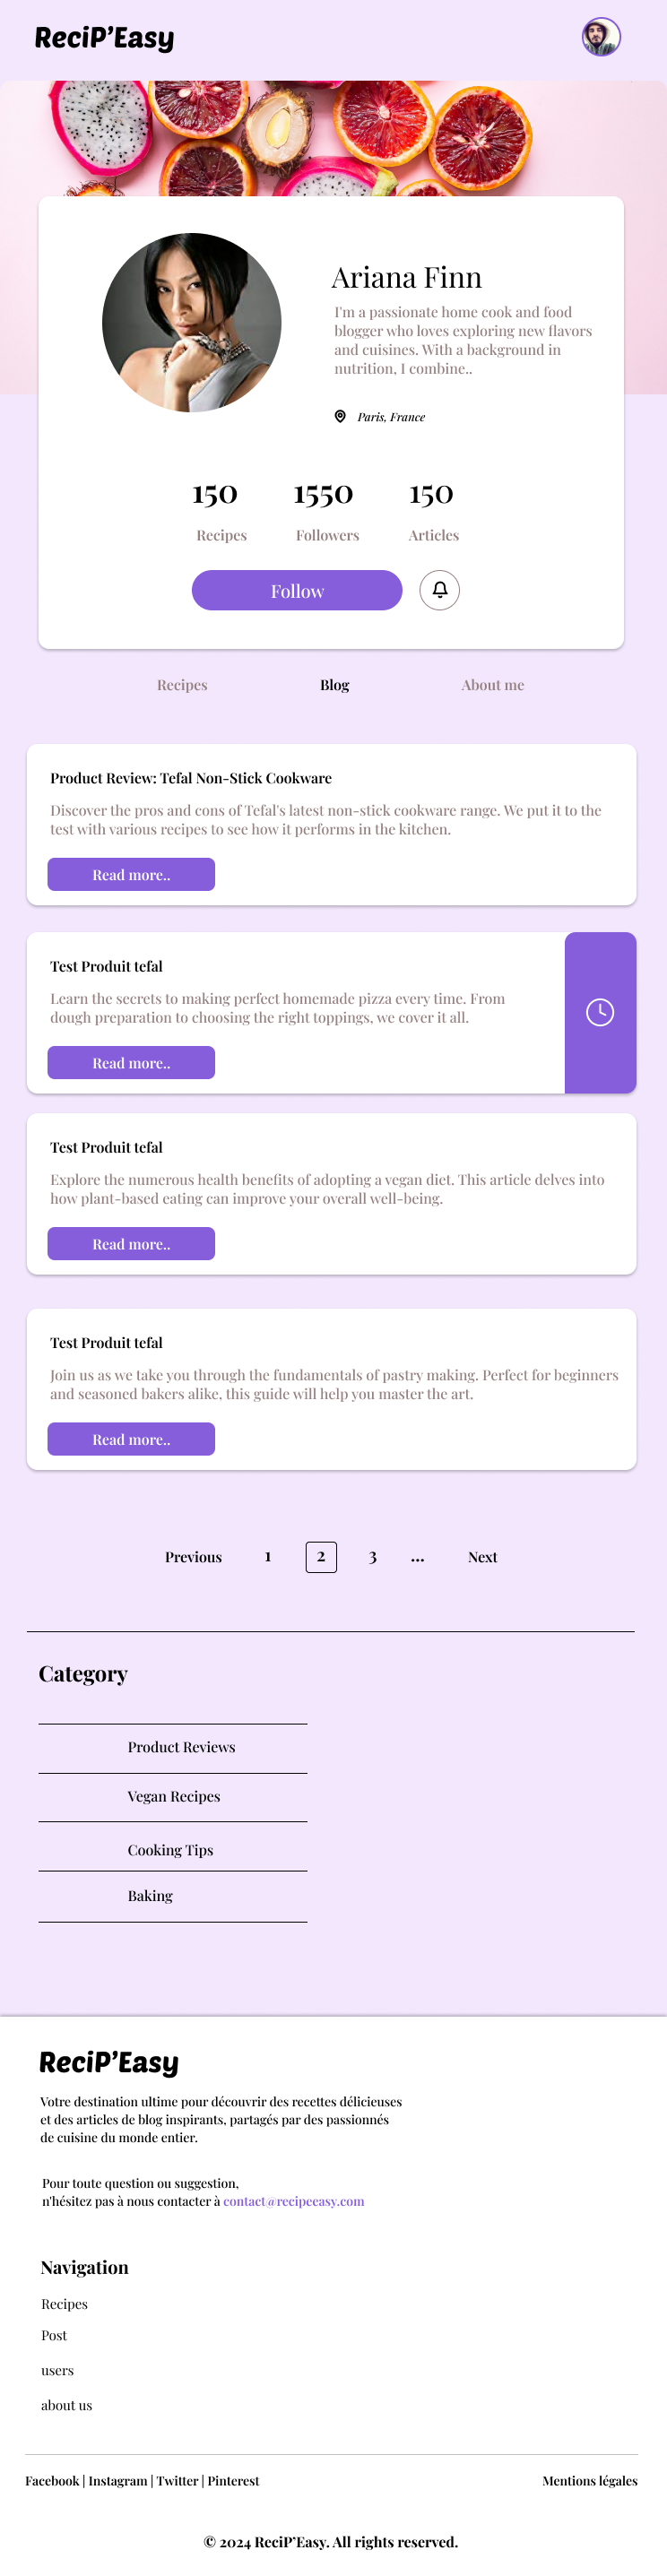 ReciP'Easy
Ariana Finn
I'm a passionate home cook and food
blogger who loves exploring new flavors
and cuisines. With a background in
nutrition, I combine..
Paris, France
150 1550 150
Recipes Followers Articles
Follow
Recipes Blog About me
Product Review: Tefal Non-Stick Cookware
Discover the pros and cons of Tefal's latest non-stick cookware range. We put it to the
test with various recipes to see how it performs in the kitchen.
Read more..
Test Produit tefal
Learn the secrets to making perfect homemade pizza every time. From
dough preparation to choosing the right toppings, we cover it all.
Read more..
Test Produit tefal
Explore the numerous health benefits of adopting a vegan diet. This article delves into
how plant-based eating can improve your overall well-being.
Read more..
Test Produit tefal
Join us as we take you through the fundamentals of pastry making. Perfect for beginners
and seasoned bakers alike, this guide will help you master the art.
Read more..
Previous 1 2 3 ... Next
Category
Product Reviews
Vegan Recipes
Cooking Tips
Baking
ReciP'Easy
Votre destination ultime pour découvrir des recettes délicieuses
et des articles de blog inspirants, partagés par des passionnés
de cuisine du monde entier.
Pour toute question ou suggestion,
n'hésitez pas à nous contacter à contact@recipeeasy.com
Navigation
Recipes
Post
users
about us
Facebook | Instagram | Twitter | Pinterest Mentions légales
© 2024 ReciP'Easy. All rights reserved.